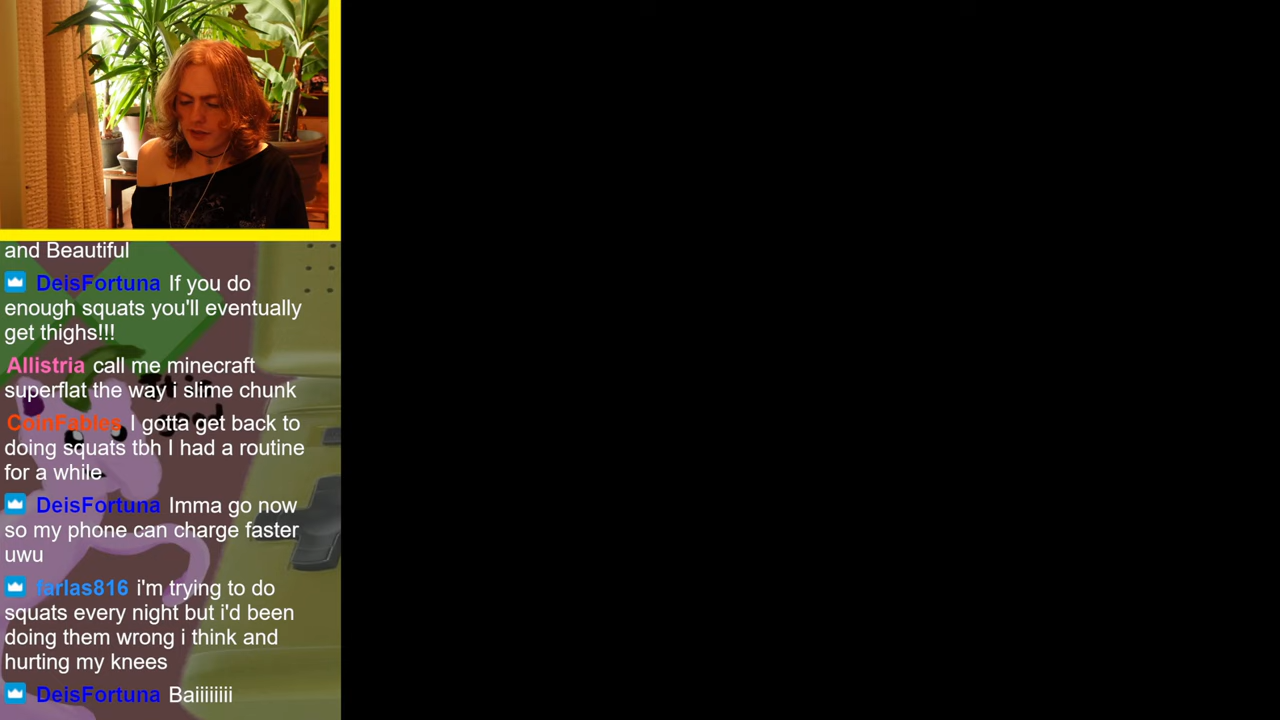 and Beautiful
DeisFortuna If you do
enough squats you'll eventually
get thighs!!!
Allistria call me minecraft
superflat the way i slime chunk
CoinFables I gotta get back to
doing squats tbh I had a routine
for a while
DeisFortuna Imma go now
so my phone can charge faster
uwu
farlas816 i'm trying to do
squats every night but i'd been
doing them wrong i think and
hurting my knees
DeisFortuna Baiiiiiiii